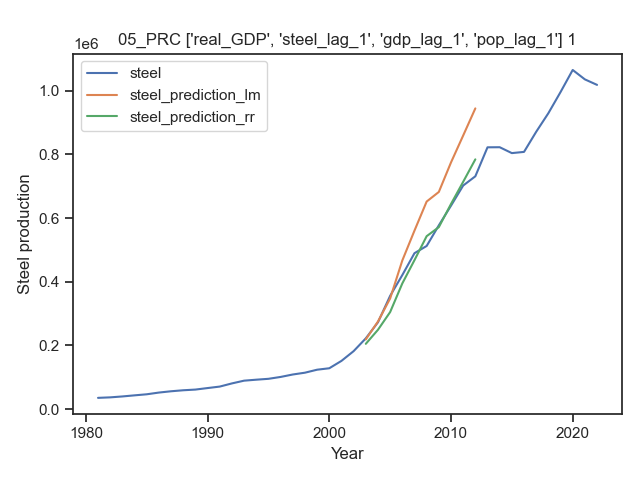 05_PRC ['real_GDP', 'steel_lag_1', 'gdp_lag_1', 'pop_lag_1'] 1
1e6
steel
steel_prediction_lm
steel_prediction_rr
1.0
0.8
0.6
0.4
0.2
0.0
Steel production
1980 1990 2000 2010 2020
Year